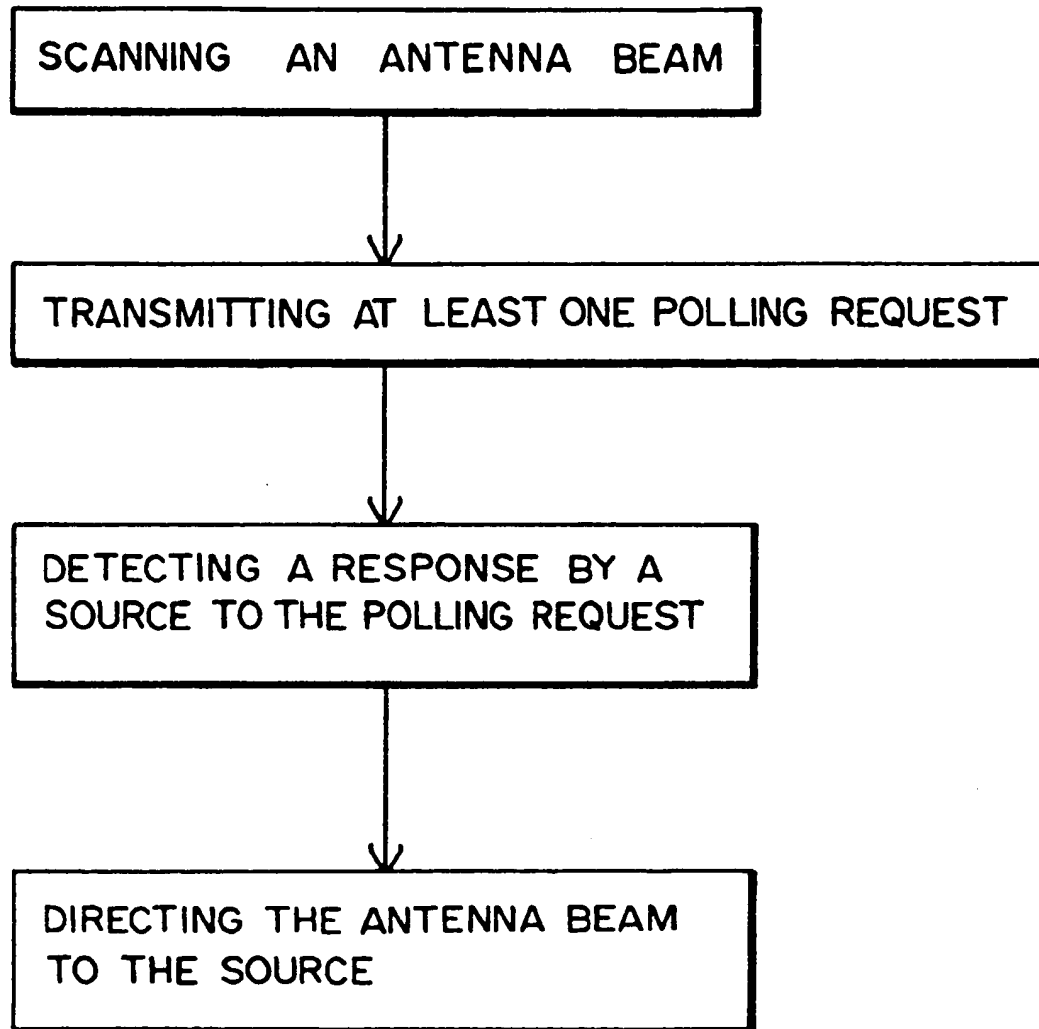 SCANNING AN ANTENNA BEAM
TRANSMITTING AT LEAST ONE POLLING REQUEST
DETECTING A RESPONSE BY A
SOURCE TO THE POLLING REQUEST
DIRECTING THE ANTENNA BEAM
TO THE SOURCE